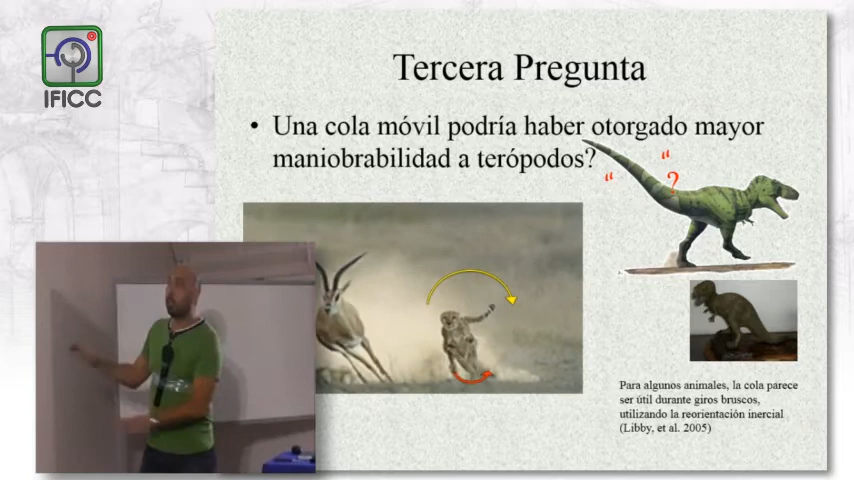 IFICC
Tercera Pregunta
• Una cola móvil podría haber otorgado mayor
maniobrabilidad a terópodos?
“ ? “
Para algunos animales, la cola parece
ser útil durante giros bruscos,
utilizando la reorientación inercial
(Libby, et al. 2005)